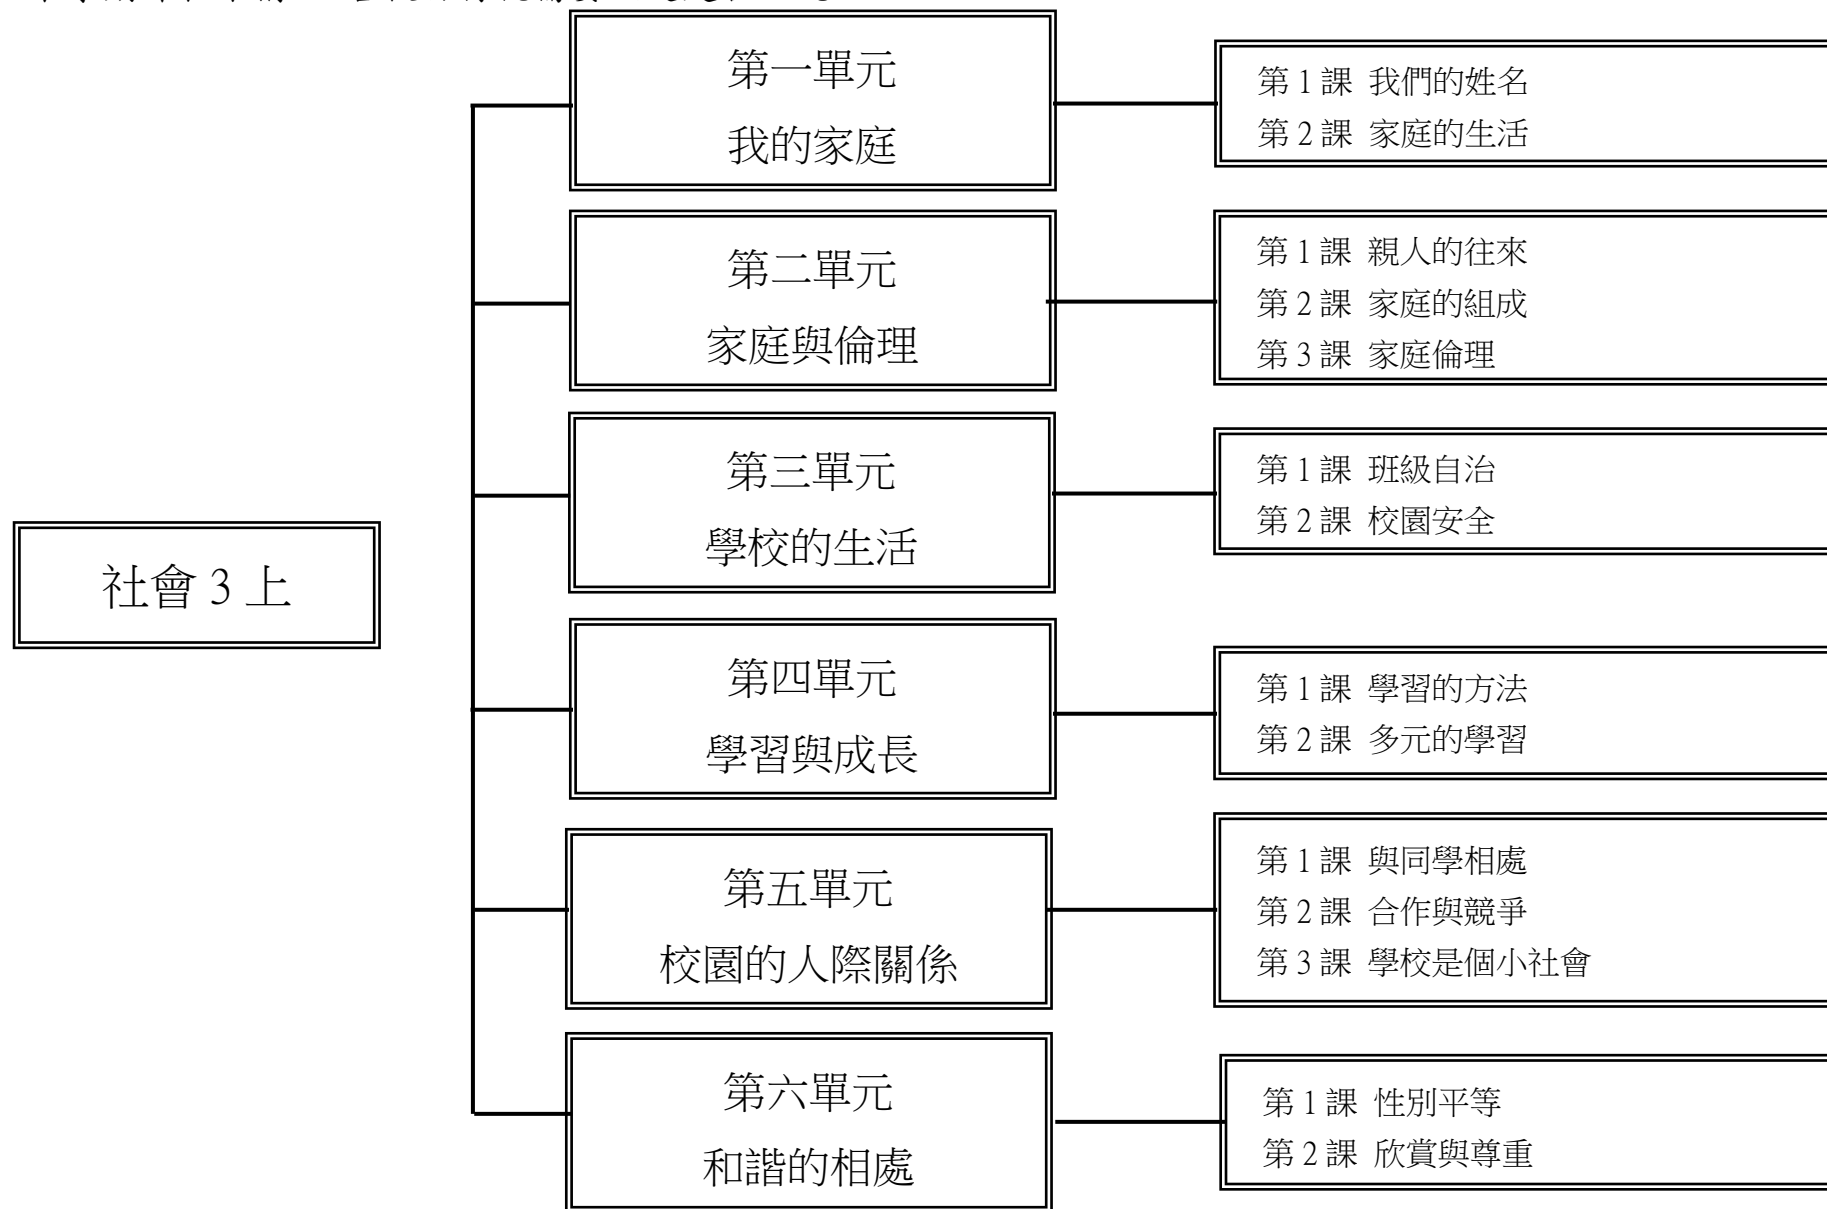 社會 3 上
第一單元
我的家庭
第 1 課 我們的姓名
第 2 課 家庭的生活
第二單元
家庭與倫理
第 1 課 親人的往來
第 2 課 家庭的組成
第 3 課 家庭倫理
第三單元
學校的生活
第 1 課 班級自治
第 2 課 校園安全
第四單元
學習與成長
第 1 課 學習的方法
第 2 課 多元的學習
第五單元
校園的人際關係
第 1 課 與同學相處
第 2 課 合作與競爭
第 3 課 學校是個小社會
第六單元
和諧的相處
第 1 課 性別平等
第 2 課 欣賞與尊重